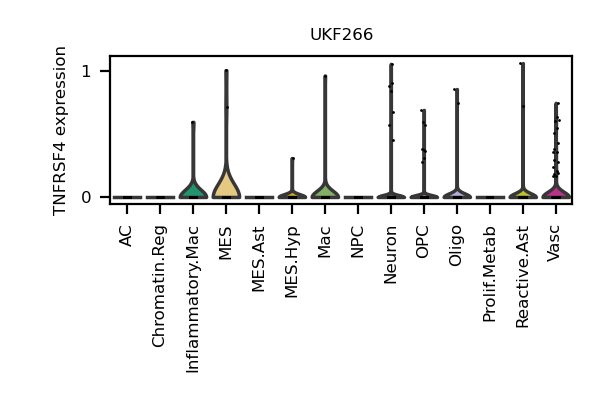 UKF266
TNFRSF4 expression
1
0
AC
Chromatin.Reg
Inflammatory.Mac
MES
MES.Ast
MES.Hyp
Mac
NPC
Neuron
OPC
Oligo
Prolif.Metab
Reactive.Ast
Vasc